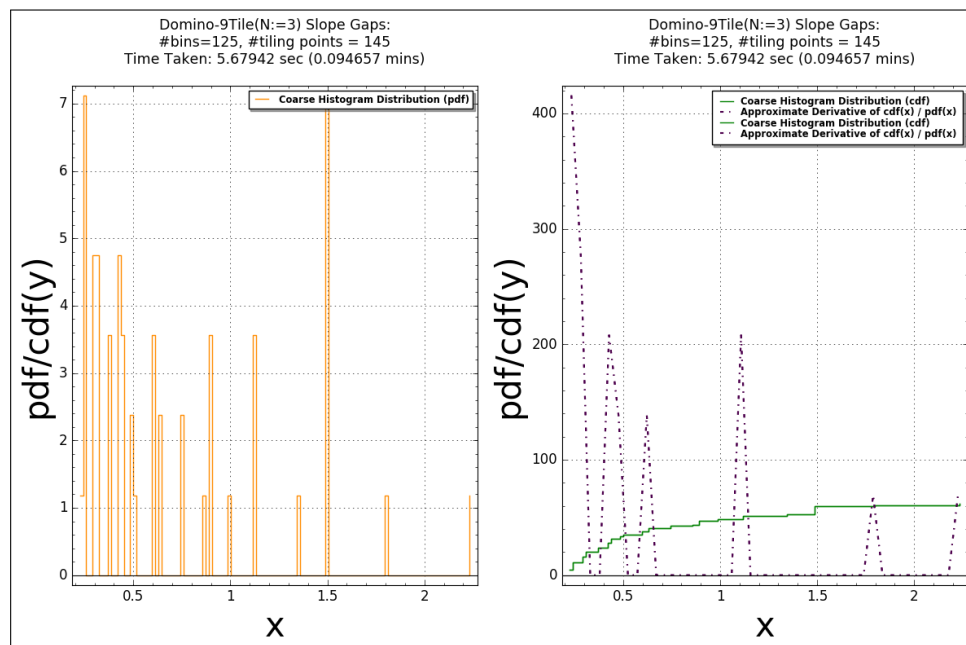 Domino-9Tile(N:=3) Slope Gaps:
#bins=125, #tiling points = 145
Time Taken: 5.67942 sec (0.094657 mins)
Coarse Histogram Distribution (pdf)
7
6
5
4
3
2
1
0
0.5
1
1.5
2
pdf/cdf(y)
x
Domino-9Tile(N:=3) Slope Gaps:
#bins=125, #tiling points = 145
Time Taken: 5.67942 sec (0.094657 mins)
Coarse Histogram Distribution (cdf)
Approximate Derivative of cdf(x) / pdf(x)
Coarse Histogram Distribution (cdf)
Approximate Derivative of cdf(x) / pdf(x)
400
300
200
100
0
0.5
1
1.5
2
pdf/cdf(y)
x